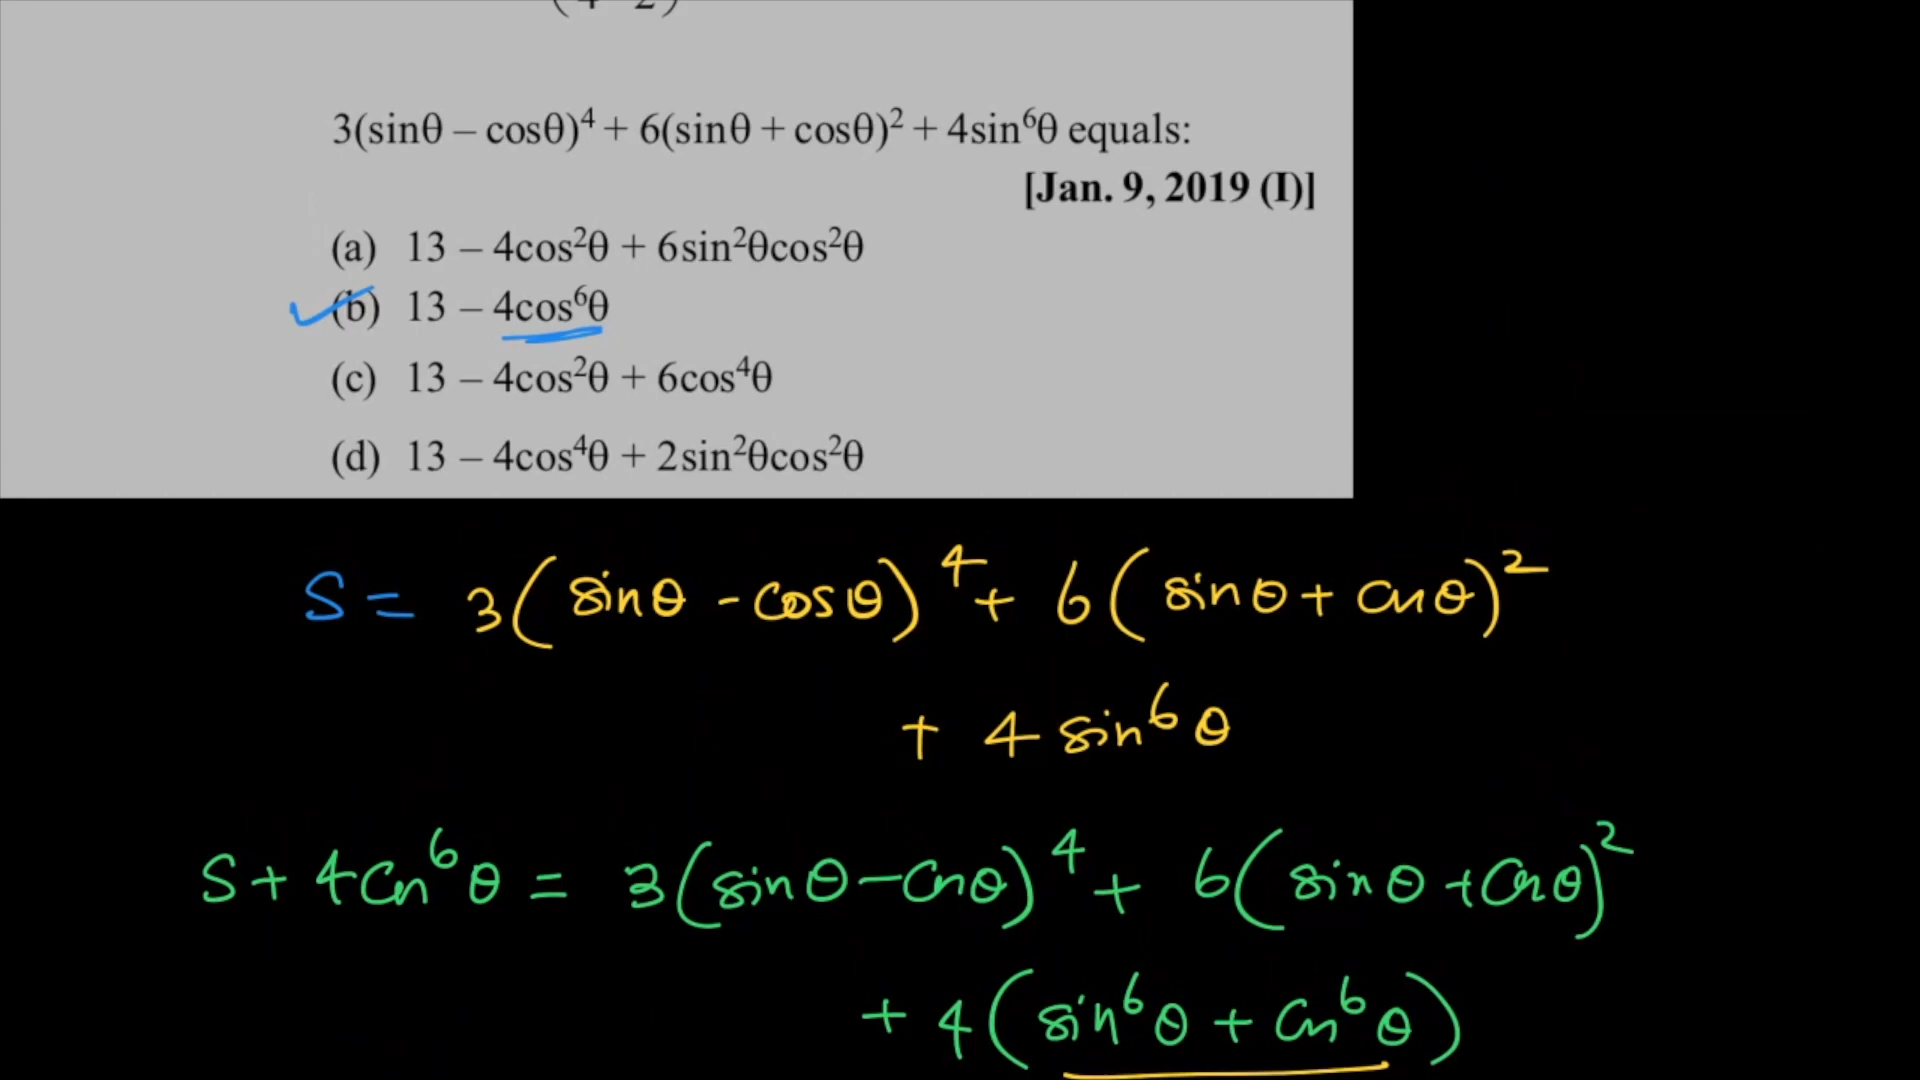 3(sinθ – cosθ)⁴ + 6(sinθ + cosθ)² + 4sin⁶θ equals:
[Jan. 9, 2019 (I)]
(a) 13 – 4cos²θ + 6sin²θcos²θ
(b) 13 – 4cos⁶θ
(c) 13 – 4cos²θ + 6cos⁴θ
(d) 13 – 4cos⁴θ + 2sin²θcos²θ
S = 3(sinθ - cosθ)⁴ + 6(sinθ + cosθ)²
+ 4 sin⁶θ
S + 4cos⁶θ = 3(sinθ - cosθ)⁴ + 6(sinθ + cosθ)²
+ 4(sin⁶θ + cos⁶θ)